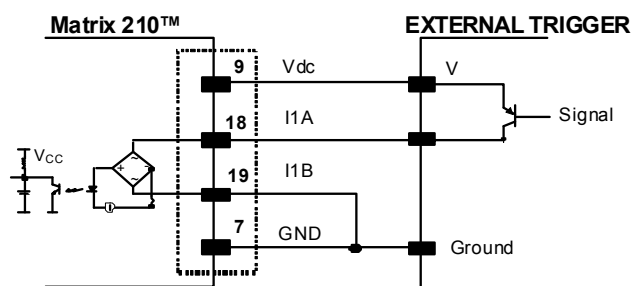 Matrix 210™ EXTERNAL TRIGGER
9 Vdc V
Signal
18 I1A
VCC
+ ~ ~ -
19 I1B
7 GND Ground